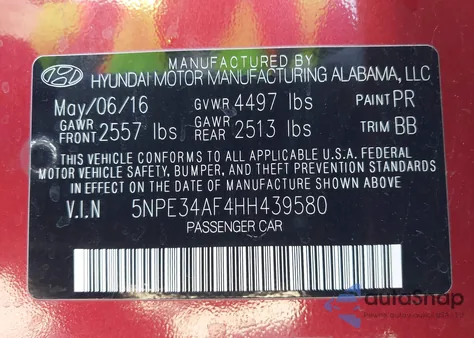 MANUFACTURED BY
HYUNDAI MOTOR MANUFACTURING ALABAMA, LLC
May/06/16 GVWR 4497 lbs PAINT PR
GAWR FRONT 2557 lbs GAWR REAR 2513 lbs TRIM BB
THIS VEHICLE CONFORMS TO ALL APPLICABLE U.S.A. FEDERAL
MOTOR VEHICLE SAFETY, BUMPER, AND THEFT PREVENTION STANDARDS
IN EFFECT ON THE DATE OF MANUFACTURE SHOWN ABOVE.
V.I.N 5NPE34AF4HH439580
PASSENGER CAR
autoSnap